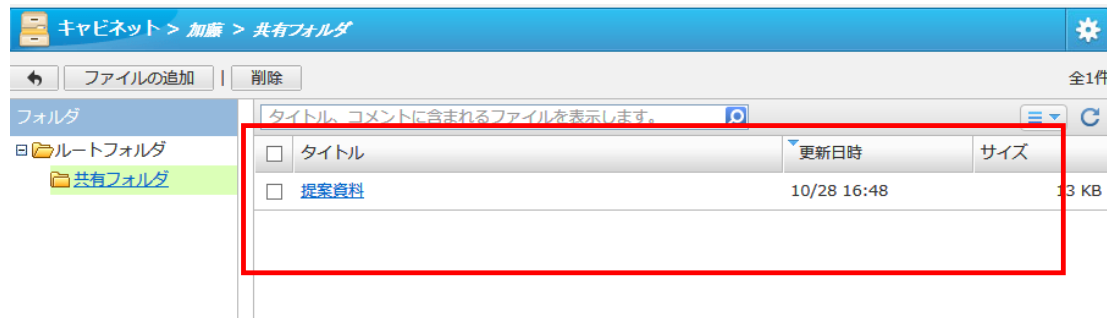 キャビネット > 加藤 > 共有フォルダ
ファイルの追加 | 削除 全1件
フォルダ タイトル、コメントに含まれるファイルを表示します。
ルートフォルダ タイトル 更新日時 サイズ
共有フォルダ 提案資料 10/28 16:48 13 KB